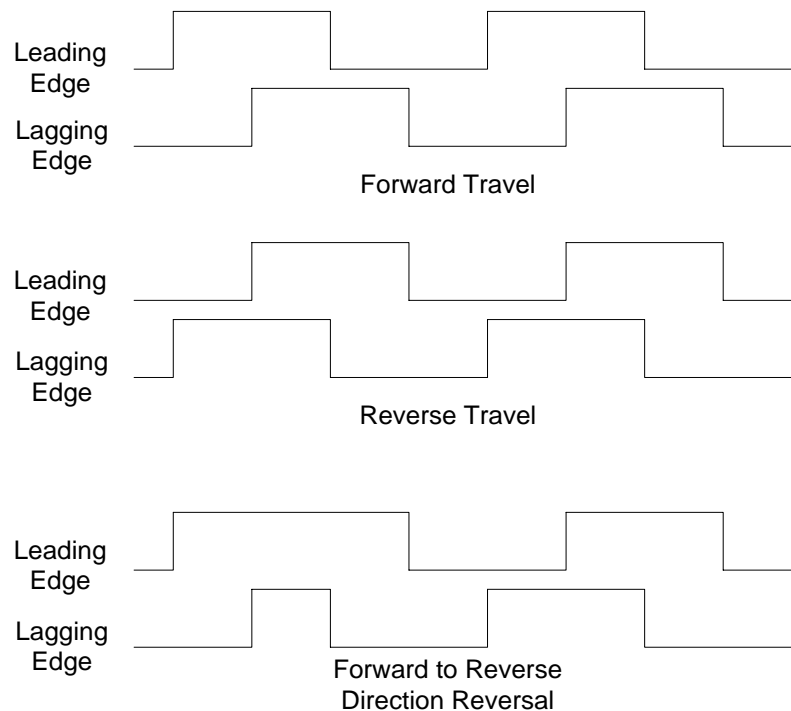 Leading
Edge
Lagging
Edge
Forward Travel
Leading
Edge
Lagging
Edge
Reverse Travel
Leading
Edge
Lagging
Edge
Forward to Reverse
Direction Reversal